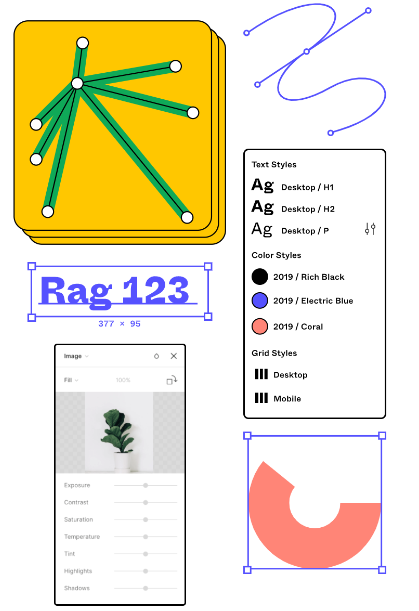 Text Styles
Ag Desktop / H1
Ag Desktop / H2
Ag Desktop / P
Color Styles
2019 / Rich Black
2019 / Electric Blue
2019 / Coral
Grid Styles
Desktop
Mobile
Rag 123
377 × 95
Image
Fill 100%
Exposure
Contrast
Saturation
Temperature
Tint
Highlights
Shadows